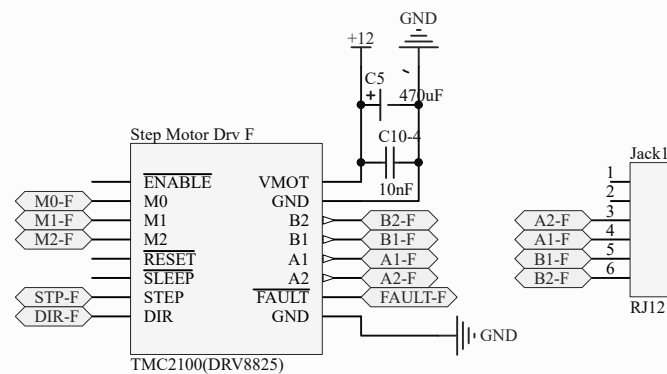 GND
+12
C5
+
470uF
C10-4
10nF
Step Motor Drv F
ENABLE
M0-F
M0
M1-F
M1
M2-F
M2
RESET
SLEEP
STP-F
STEP
DIR-F
DIR
VMOT
GND
B2
B2-F
B1
B1-F
A1
A1-F
A2
A2-F
FAULT
FAULT-F
GND
GND
TMC2100(DRV8825)
Jack1
1
2
A2-F
3
A1-F
4
B1-F
5
B2-F
6
RJ12